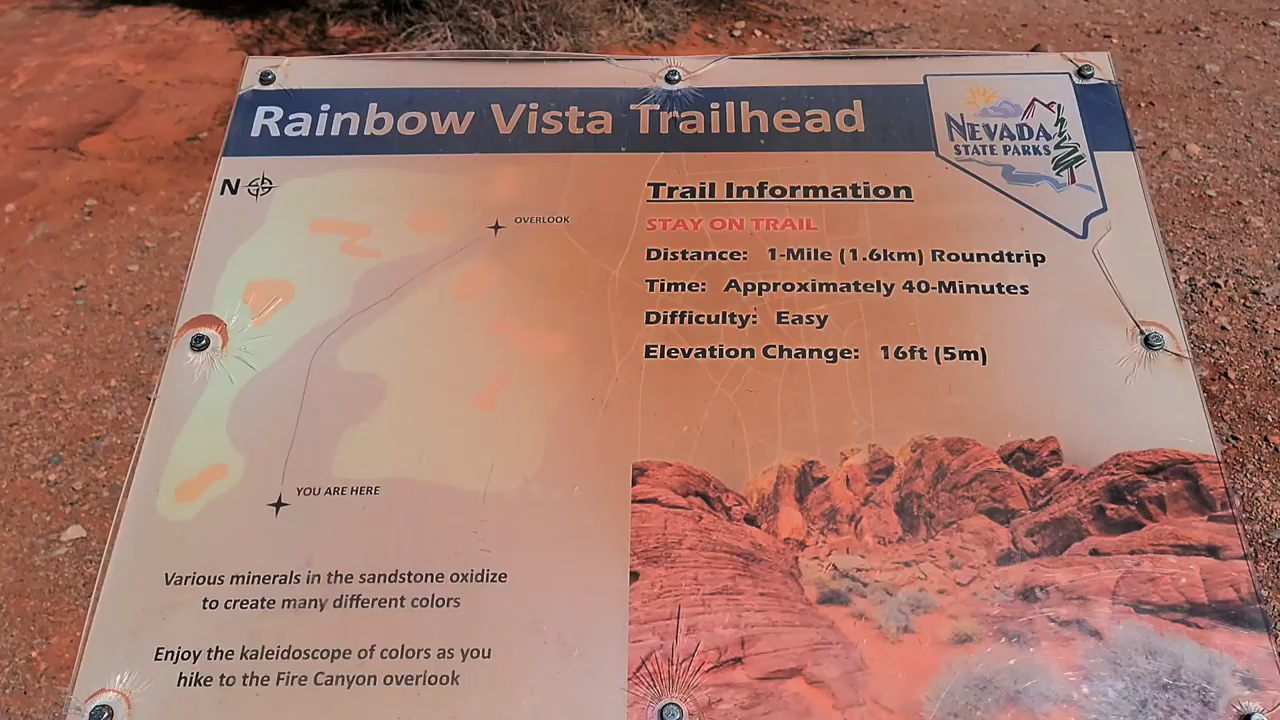 Rainbow Vista Trailhead
NEVADA
STATE PARKS
N
OVERLOOK
YOU ARE HERE
Trail Information
STAY ON TRAIL
Distance: 1-Mile (1.6km) Roundtrip
Time: Approximately 40-Minutes
Difficulty: Easy
Elevation Change: 16ft (5m)
Various minerals in the sandstone oxidize
to create many different colors
Enjoy the kaleidoscope of colors as you
hike to the Fire Canyon overlook